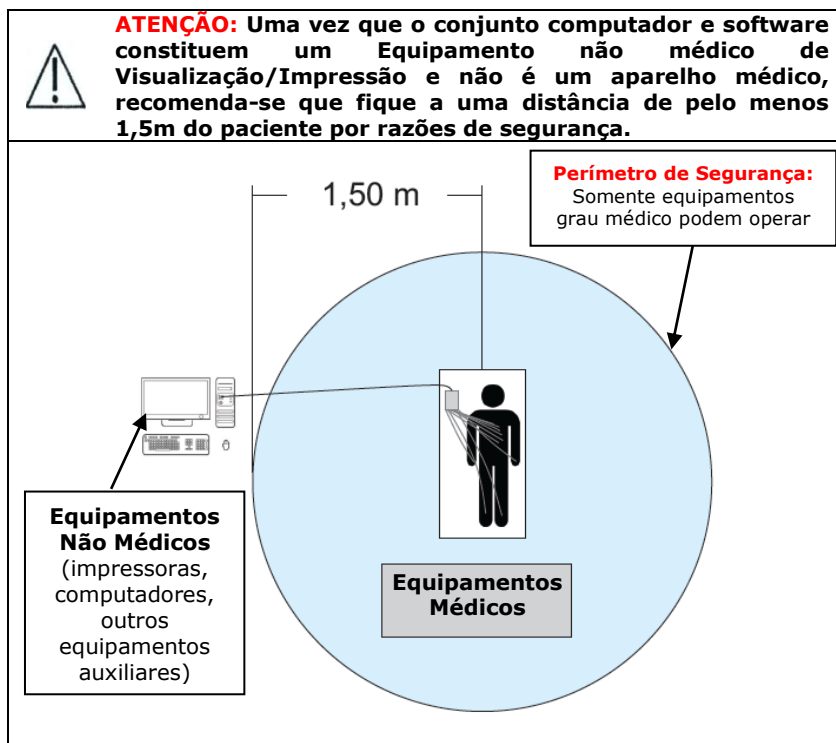 ATENÇÃO: Uma vez que o conjunto computador e software
constituem um Equipamento não médico de
Visualização/Impressão e não é um aparelho médico,
recomenda-se que fique a uma distância de pelo menos
1,5m do paciente por razões de segurança.
1,50 m
Perímetro de Segurança:
Somente equipamentos
grau médico podem operar
Equipamentos
Não Médicos
(impressoras,
computadores,
outros
equipamentos
auxiliares)
Equipamentos
Médicos